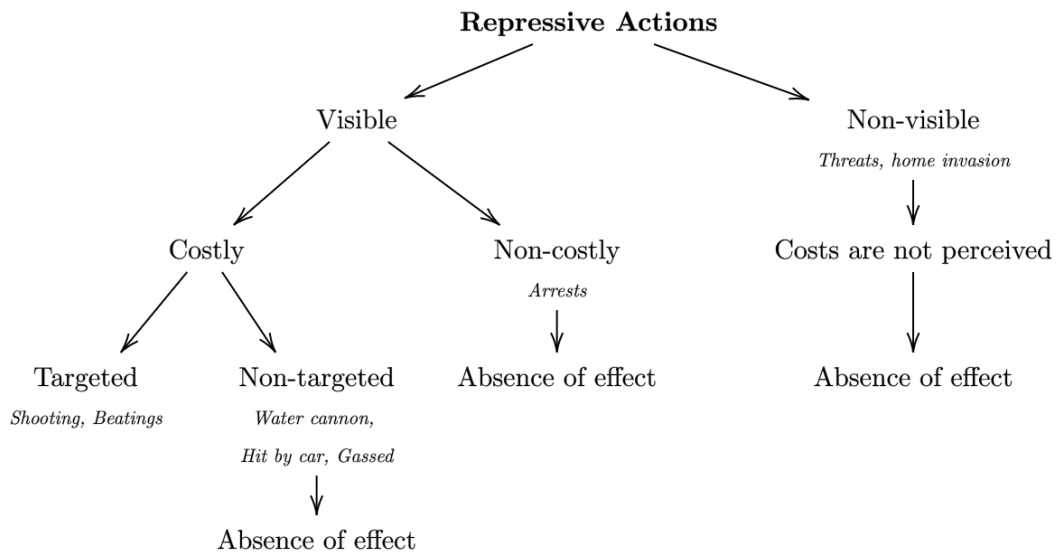 Repressive Actions
Visible
Non-visible
Threats, home invasion
Costly
Non-costly
Costs are not perceived
Arrests
Targeted
Non-targeted
Absence of effect
Absence of effect
Shooting, Beatings
Water cannon,
Hit by car, Gassed
Absence of effect